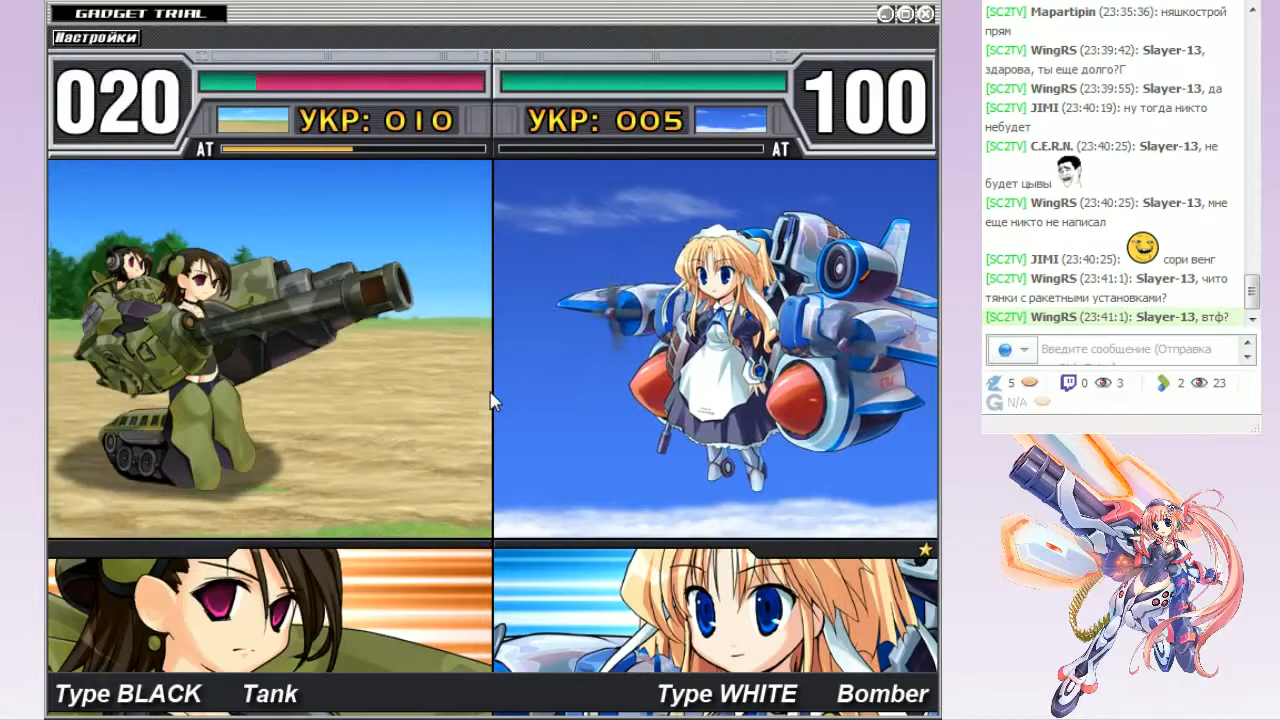 GADGET TRIAL
Настройки
020
УКР: 010
УКР: 005
100
AT
AT
Type BLACK Tank
Type WHITE Bomber
[SC2TV] Mapartipin (23:35:36): няшкострой
прям
[SC2TV] WingRS (23:39:42): Slayer-13,
здарова, ты еще долго?Г
[SC2TV] WingRS (23:39:55): Slayer-13, да
[SC2TV] JIMI (23:40:19): ну тогда никто
небудет
[SC2TV] C.E.R.N. (23:40:25): Slayer-13, не
будет цывы
[SC2TV] WingRS (23:40:25): Slayer-13, мне
еще никто не написал
[SC2TV] JIMI (23:40:25): сори венг
[SC2TV] WingRS (23:41:1): Slayer-13, чито
тянки с ракетными установками?
[SC2TV] WingRS (23:41:1): Slayer-13, втф?
Введите сообщение (Отправка
5 0 3 2 23
G N/A